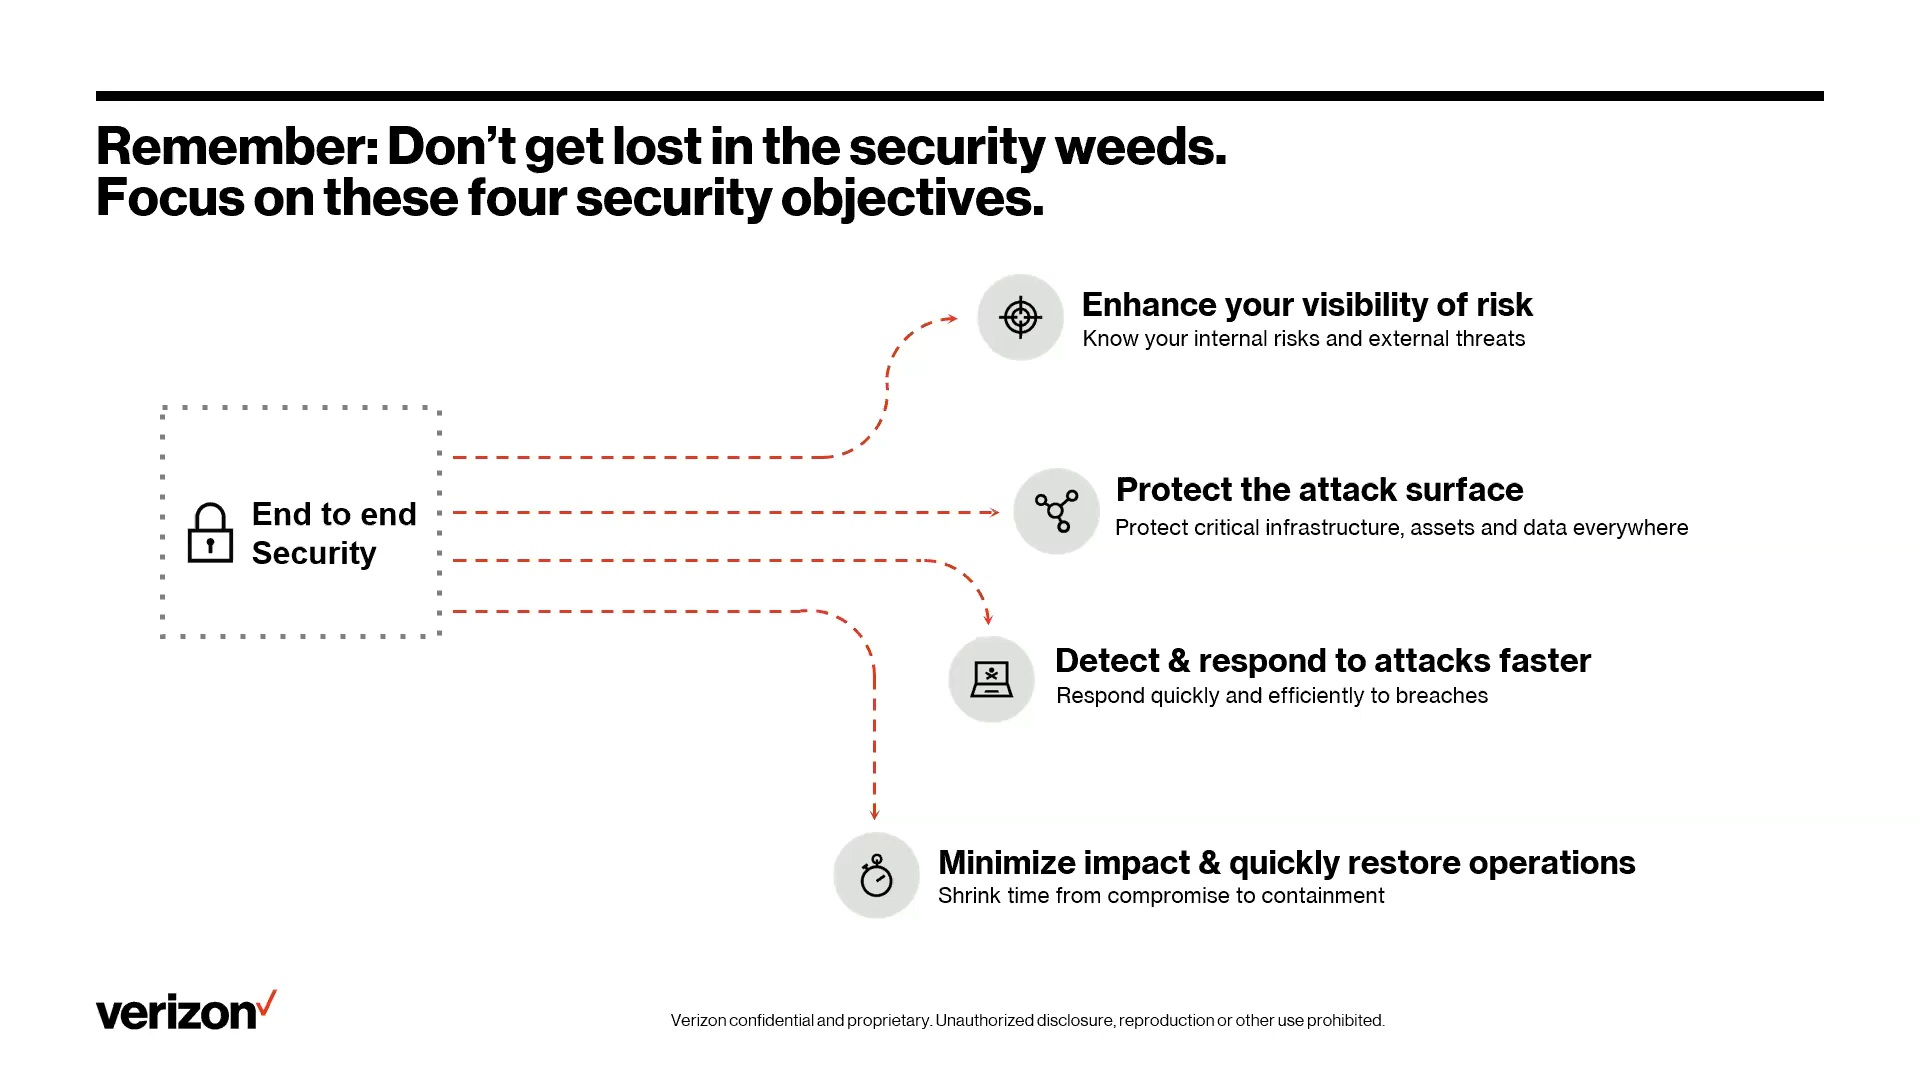 Remember: Don’t get lost in the security weeds.
Focus on these four security objectives.
Enhance your visibility of risk
Know your internal risks and external threats
End to end
Security
Protect the attack surface
Protect critical infrastructure, assets and data everywhere
Detect & respond to attacks faster
Respond quickly and efficiently to breaches
Minimize impact & quickly restore operations
Shrink time from compromise to containment
verizon
Verizon confidential and proprietary. Unauthorized disclosure, reproduction or other use prohibited.